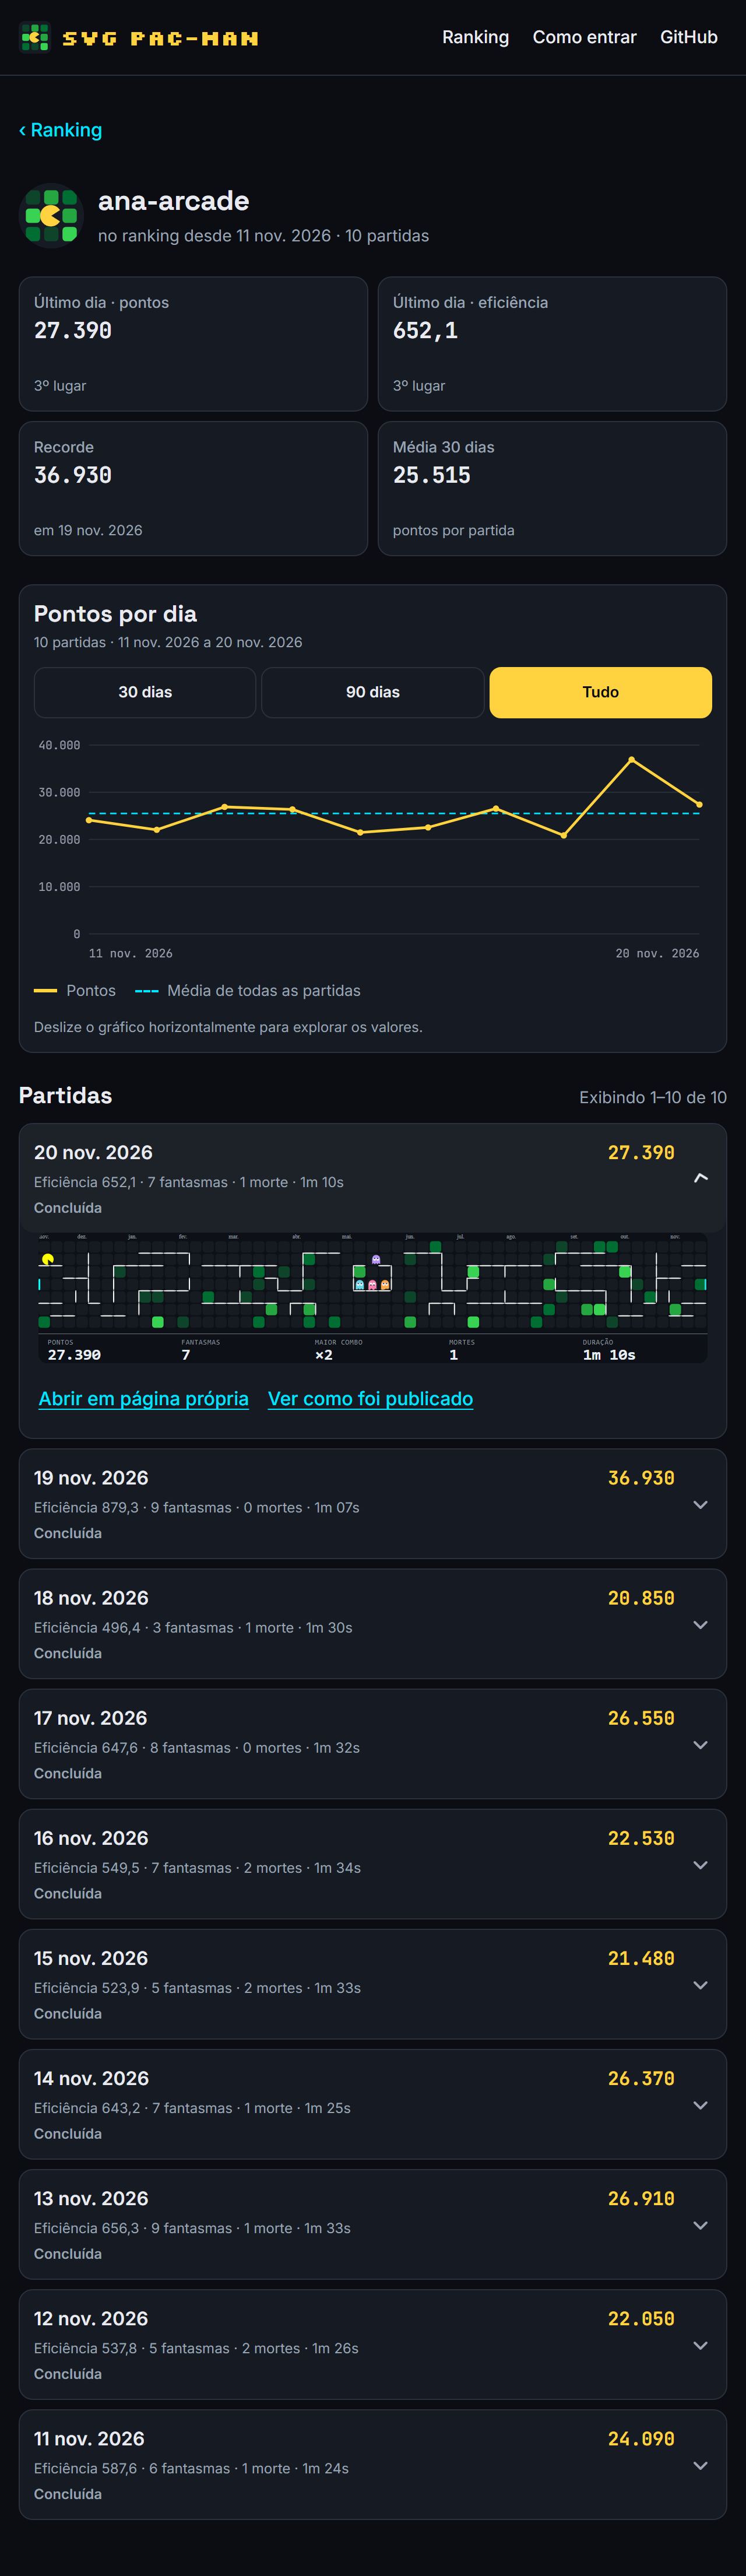 SVG PAC-MAN
Ranking Como entrar GitHub
‹ Ranking
ana-arcade
no ranking desde 11 nov. 2026 · 10 partidas
Último dia · pontos
27.390
3º lugar
Último dia · eficiência
652,1
3º lugar
Recorde
36.930
em 19 nov. 2026
Média 30 dias
25.515
pontos por partida
Pontos por dia
10 partidas · 11 nov. 2026 a 20 nov. 2026
30 dias 90 dias Tudo
40.000
30.000
20.000
10.000
0
11 nov. 2026 20 nov. 2026
Pontos Média de todas as partidas
Deslize o gráfico horizontalmente para explorar os valores.
Partidas Exibindo 1–10 de 10
20 nov. 2026 27.390
Eficiência 652,1 · 7 fantasmas · 1 morte · 1m 10s
Concluída
nov. dez. jan. fev. mar. abr. mai. jun. jul. ago. set. out. nov.
PONTOS FANTASMAS MAIOR COMBO MORTES DURAÇÃO
27.390 7 ×2 1 1m 10s
Abrir em página própria Ver como foi publicado
19 nov. 2026 36.930
Eficiência 879,3 · 9 fantasmas · 0 mortes · 1m 07s
Concluída
18 nov. 2026 20.850
Eficiência 496,4 · 3 fantasmas · 1 morte · 1m 30s
Concluída
17 nov. 2026 26.550
Eficiência 647,6 · 8 fantasmas · 0 mortes · 1m 32s
Concluída
16 nov. 2026 22.530
Eficiência 549,5 · 7 fantasmas · 2 mortes · 1m 34s
Concluída
15 nov. 2026 21.480
Eficiência 523,9 · 5 fantasmas · 2 mortes · 1m 33s
Concluída
14 nov. 2026 26.370
Eficiência 643,2 · 7 fantasmas · 1 morte · 1m 25s
Concluída
13 nov. 2026 26.910
Eficiência 656,3 · 9 fantasmas · 1 morte · 1m 33s
Concluída
12 nov. 2026 22.050
Eficiência 537,8 · 5 fantasmas · 2 mortes · 1m 26s
Concluída
11 nov. 2026 24.090
Eficiência 587,6 · 6 fantasmas · 1 morte · 1m 24s
Concluída